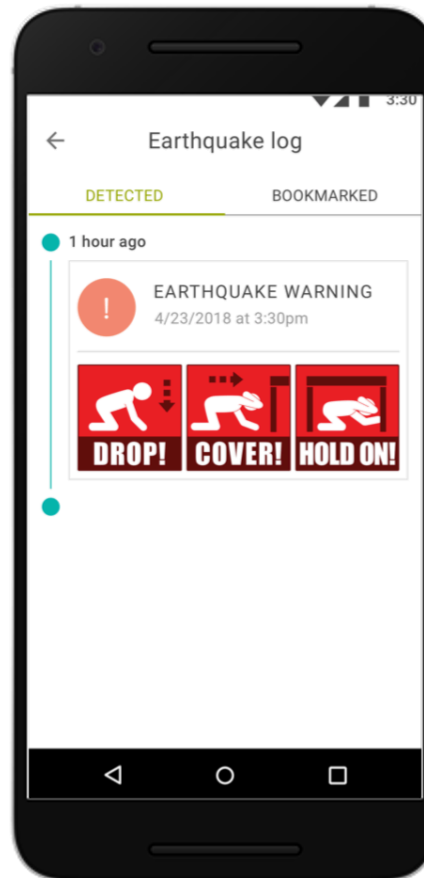 3:30
Earthquake log
DETECTED BOOKMARKED
1 hour ago
!
EARTHQUAKE WARNING
4/23/2018 at 3:30pm
DROP! COVER! HOLD ON!